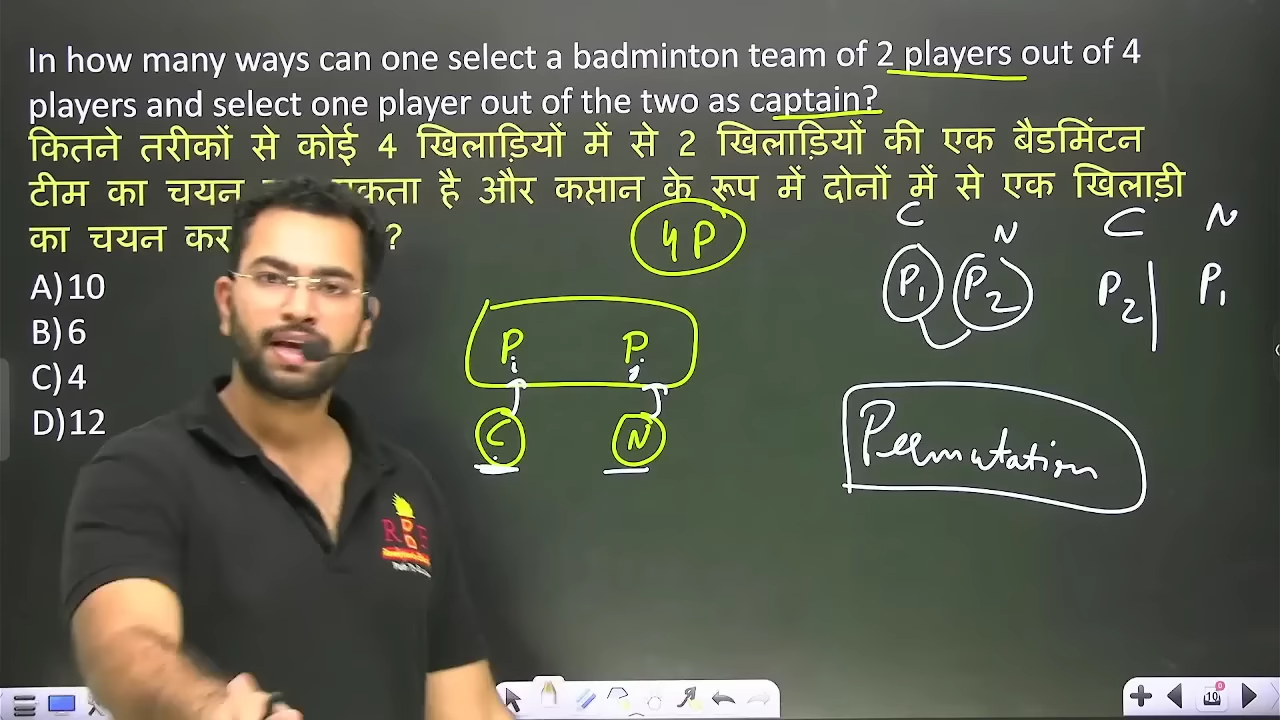 In how many ways can one select a badminton team of 2 players out of 4
players and select one player out of the two as captain?
कितने तरीकों से कोई 4 खिलाड़ियों में से 2 खिलाड़ियों की एक बैडमिंटन
टीम का चयन सकता है और कप्तान के रूप में दोनों में से एक खिलाड़ी
का चयन कर ?
A) 10
B) 6
C) 4
D) 12
4 P
C N C N
P1 P2 P2 P1
P P
C N
Permutation
10